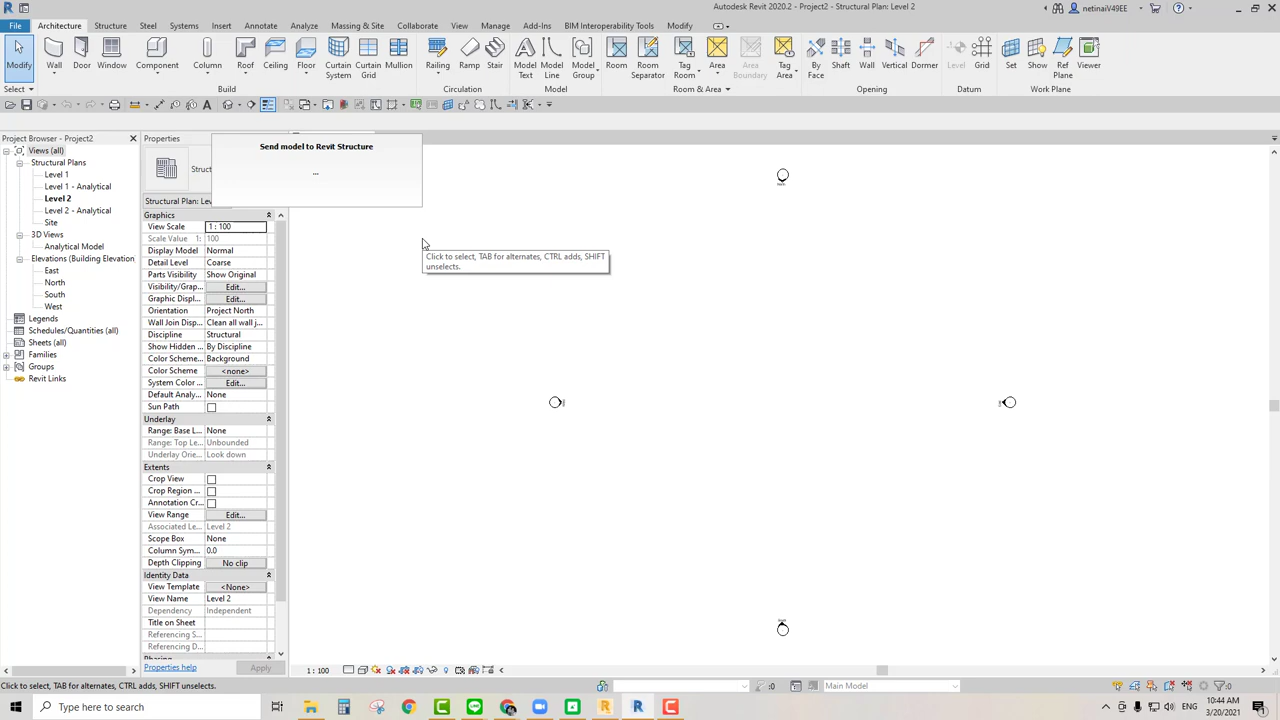 Autodesk Revit 2020.2 - Project2 - Structural Plan: Level 2
netinaiV49EE
File Architecture Structure Steel Systems Insert Annotate Analyze Massing & Site Collaborate View Manage Add-Ins BIM Interoperability Tools Modify
Modify Wall Door Window Component Column Roof Ceiling Floor Curtain System Curtain Grid Mullion Railing Ramp Stair Model Text Model Line Model Group Room Room Separator Tag Room Area Area Boundary Tag Area By Face Shaft Wall Vertical Dormer Level Grid Set Show Ref Plane Viewer
Select Build Circulation Model Room & Area Opening Datum Work Plane
Project Browser - Project2
Views (all)
Structural Plans
Level 1
Level 1 - Analytical
Level 2
Level 2 - Analytical
Site
3D Views
Analytical Model
Elevations (Building Elevation
East
North
South
West
Legends
Schedules/Quantities (all)
Sheets (all)
Families
Groups
Revit Links
Properties
Struc
Structural Plan: Lev
Graphics
View Scale 1 : 100
Scale Value 1: 100
Display Model Normal
Detail Level Coarse
Parts Visibility Show Original
Visibility/Grap... Edit...
Graphic Displ... Edit...
Orientation Project North
Wall Join Disp... Clean all wall j...
Discipline Structural
Show Hidden ... By Discipline
Color Scheme... Background
Color Scheme <none>
System Color ... Edit...
Default Analy... None
Sun Path
Underlay
Range: Base L... None
Range: Top Le... Unbounded
Underlay Orie... Look down
Extents
Crop View
Crop Region ...
Annotation Cr...
View Range Edit...
Associated Le... Level 2
Scope Box None
Column Sym... 0.0
Depth Clipping No clip
Identity Data
View Template <None>
View Name Level 2
Dependency Independent
Title on Sheet
Referencing S...
Referencing D...
Properties help Apply
Send model to Revit Structure
...
Click to select, TAB for alternates, CTRL adds, SHIFT
unselects.
1 : 100
Click to select, TAB for alternates, CTRL adds, SHIFT unselects.
:0 Main Model :0
Type here to search
ENG
10:44 AM
3/20/2021